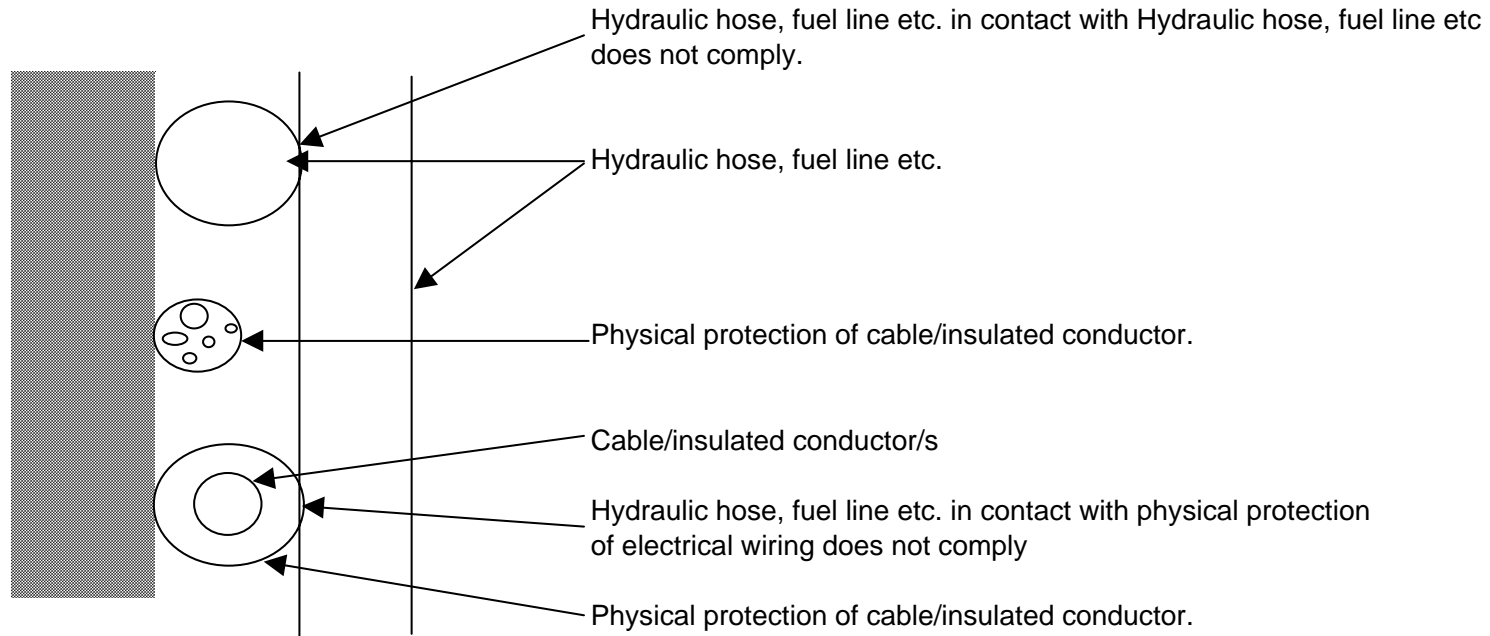 Hydraulic hose, fuel line etc. in contact with Hydraulic hose, fuel line etc
does not comply.
Hydraulic hose, fuel line etc.
Physical protection of cable/insulated conductor.
Cable/insulated conductor/s
Hydraulic hose, fuel line etc. in contact with physical protection
of electrical wiring does not comply
Physical protection of cable/insulated conductor.